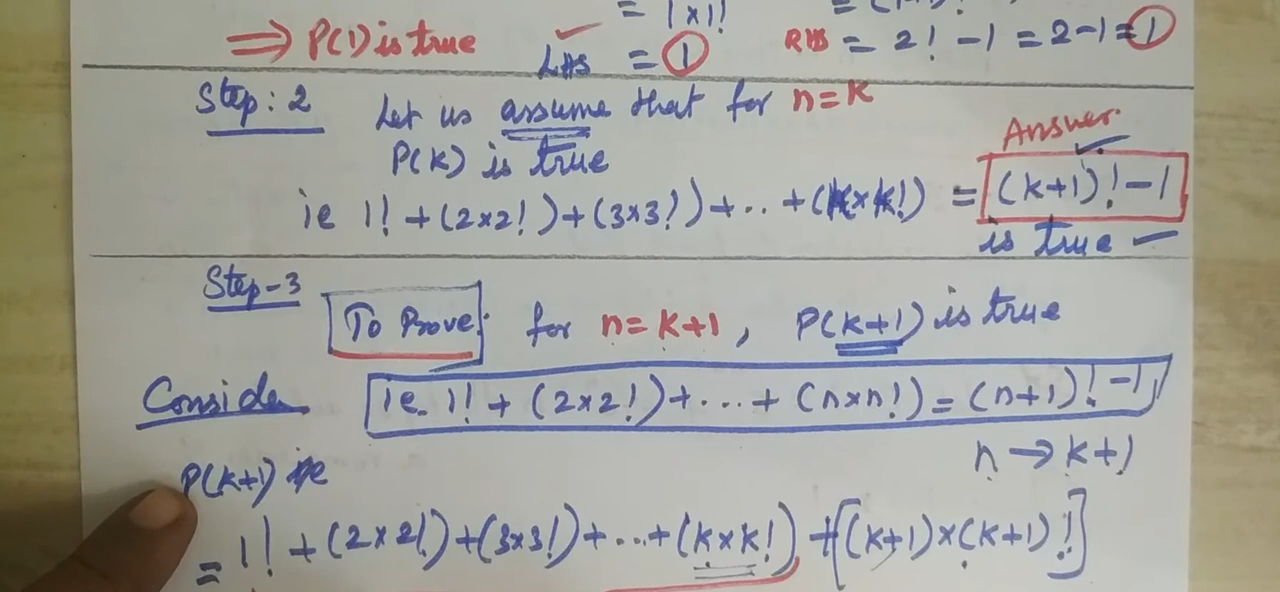 = 1×1!
⇒ P(1) is true LHS = 1 RHS = 2! - 1 = 2-1 = 1
Step: 2 Let us assume that for n=K
P(K) is true
Answer
ie 1! + (2×2!) + (3×3!) + .. + (k×k!) = (k+1)! - 1
is true
Step-3
To Prove: for n=K+1, P(k+1) is true
Conside ie. 1! + (2×2!) + ... + (n×n!) = (n+1)! - 1
n → k+1
P(k+1) ie
= 1! + (2×2!) + (3×3!) + ... + (k×k!) + [(k+1)×(k+1)!]